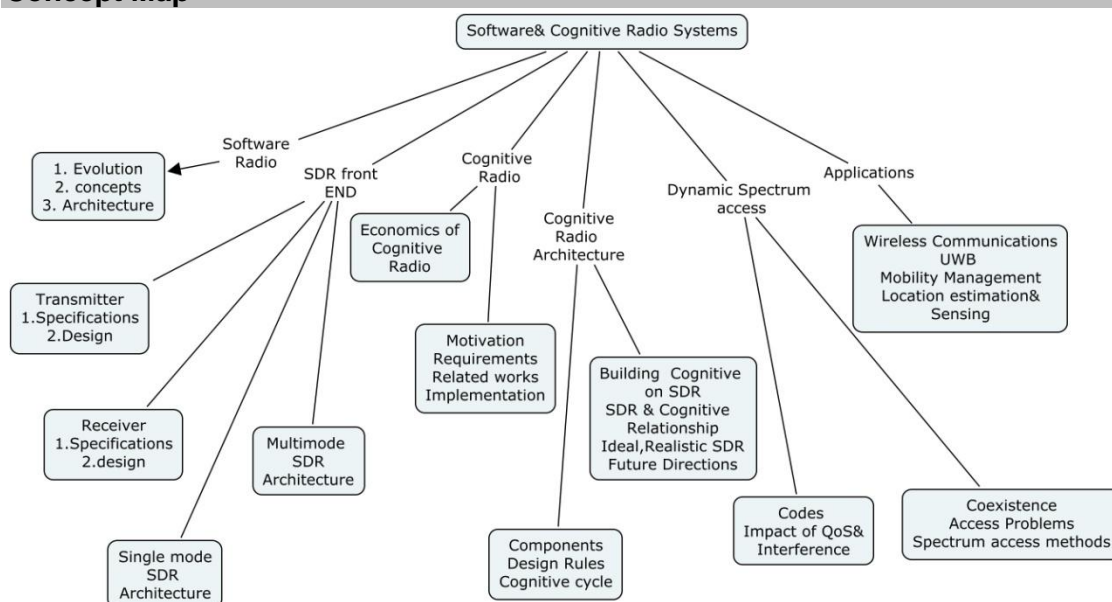 Concept Map
Software& Cognitive Radio Systems
Software
Radio
1. Evolution
2. concepts
3. Architecture
SDR front
END
Transmitter
1.Specifications
2.Design
Receiver
1.Specifications
2.design
Single mode
SDR
Architecture
Multimode
SDR
Architecture
Cognitive
Radio
Economics of
Cognitive
Radio
Motivation
Requirements
Related works
Implementation
Cognitive
Radio
Architecture
Components
Design Rules
Cognitive cycle
Building Cognitive
on SDR
SDR & Cognitive
Relationship
Ideal,Realistic SDR
Future Directions
Dynamic Spectrum
access
Codes
Impact of QoS&
Interference
Coexistence
Access Problems
Spectrum access methods
Applications
Wireless Communications
UWB
Mobility Management
Location estimation&
Sensing